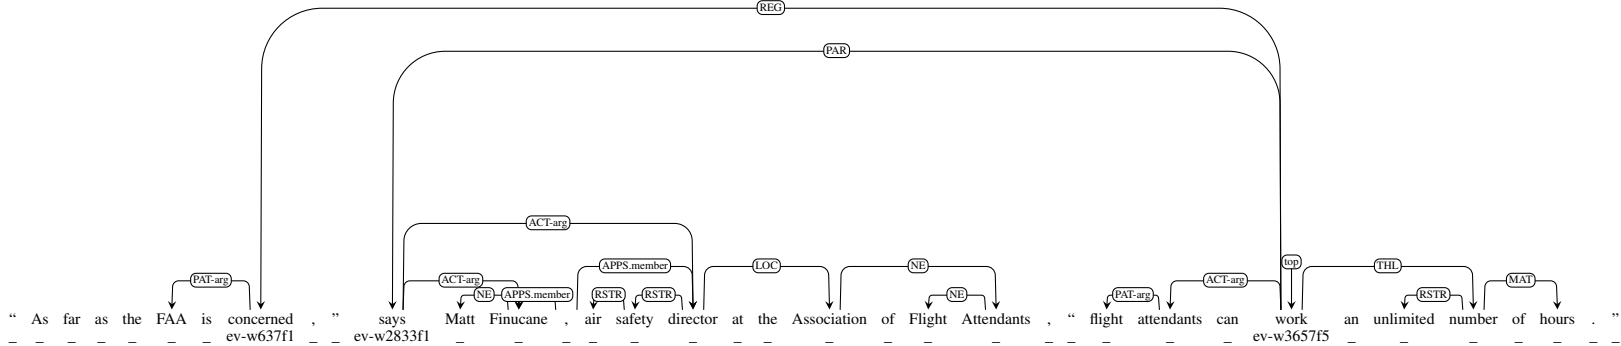 REG
PAR
ACT-arg
top
APPS.member LOC NE THL
PAT-arg ACT-arg ACT-arg MAT
NE APPS.member RSTR RSTR NE PAT-arg RSTR
“ As far as the FAA is concerned , ” says Matt Finucane , air safety director at the Association of Flight Attendants , “ flight attendants can work an unlimited number of hours . ”
_ _ _ _ _ _ _ ev-w637f1 _ _ ev-w2833f1 _ _ _ _ _ _ _ _ _ _ _ _ _ _ _ _ _ ev-w3657f5 _ _ _ _ _ _ _